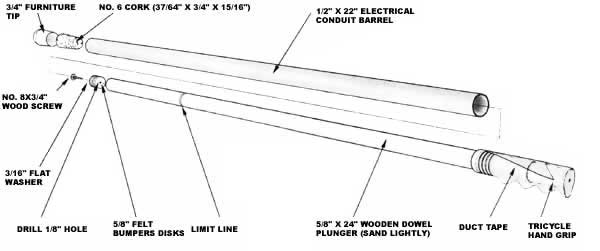 3/4" FURNITURE
TIP
NO. 6 CORK (37/64" X 3/4" X 15/16")
1/2" X 22" ELECTRICAL
CONDUIT BARREL
NO. 8X3/4"
WOOD SCREW
3/16" FLAT
WASHER
DRILL 1/8" HOLE
5/8" FELT
BUMPERS DISKS
LIMIT LINE
5/8" X 24" WOODEN DOWEL
PLUNGER (SAND LIGHTLY)
DUCT TAPE
TRICYCLE
HAND GRIP